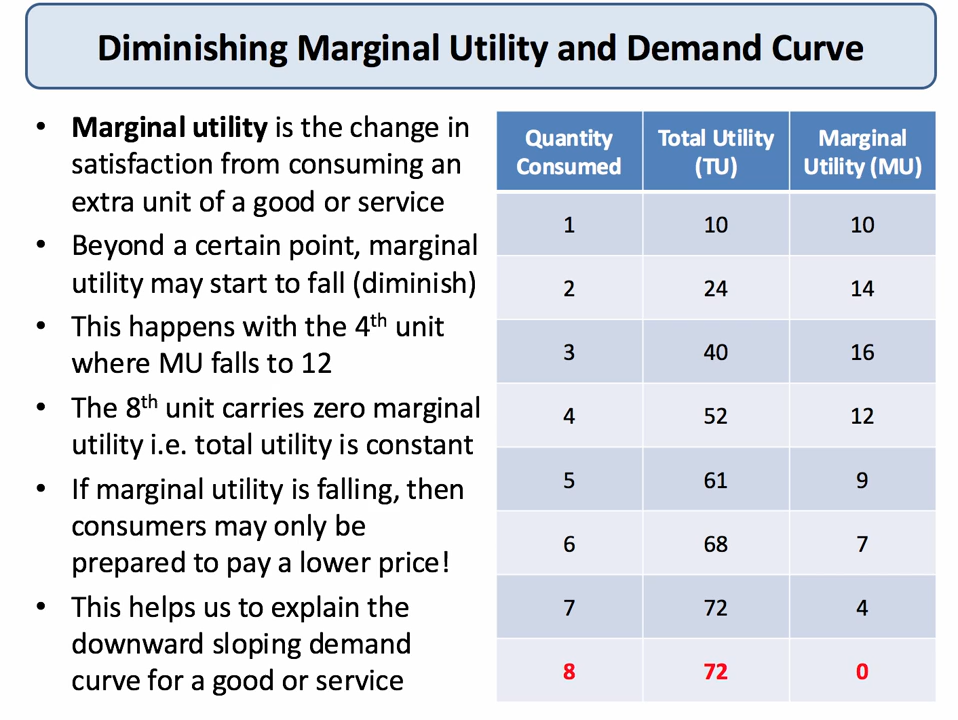 Diminishing Marginal Utility and Demand Curve
• Marginal utility is the change in
satisfaction from consuming an
extra unit of a good or service
• Beyond a certain point, marginal
utility may start to fall (diminish)
• This happens with the 4th unit
where MU falls to 12
• The 8th unit carries zero marginal
utility i.e. total utility is constant
• If marginal utility is falling, then
consumers may only be
prepared to pay a lower price!
• This helps us to explain the
downward sloping demand
curve for a good or service
Quantity Total Utility Marginal
Consumed (TU) Utility (MU)
1 10 10
2 24 14
3 40 16
4 52 12
5 61 9
6 68 7
7 72 4
8 72 0